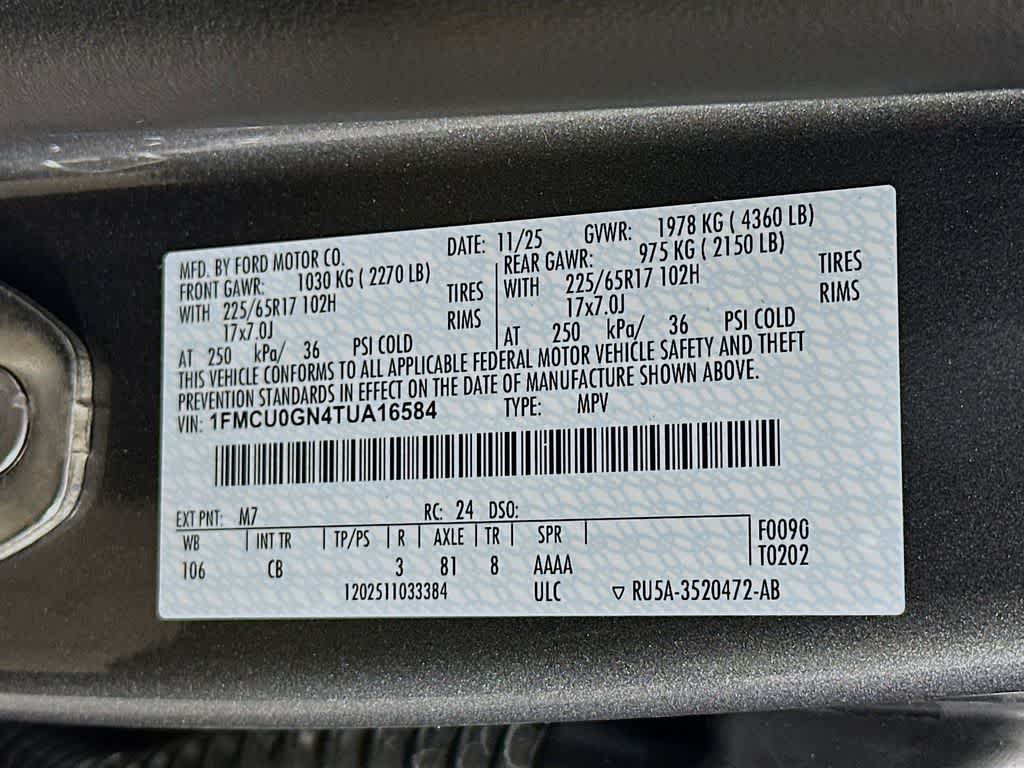 MFD. BY FORD MOTOR CO. DATE: 11/25 GVWR: 1978 KG ( 4360 LB)
FRONT GAWR: 1030 KG ( 2270 LB) REAR GAWR: 975 KG ( 2150 LB)
WITH 225/65R17 102H TIRES WITH 225/65R17 102H TIRES
17x7.0J RIMS 17x7.0J RIMS
AT 250 kPa/ 36 PSI COLD AT 250 kPa/ 36 PSI COLD
THIS VEHICLE CONFORMS TO ALL APPLICABLE FEDERAL MOTOR VEHICLE SAFETY AND THEFT
PREVENTION STANDARDS IN EFFECT ON THE DATE OF MANUFACTURE SHOWN ABOVE.
VIN: 1FMCU0GN4TUA16584 TYPE: MPV
EXT PNT: M7 RC: 24 DSO:
WB INT TR TP/PS R AXLE TR SPR F0090
106 CB 3 81 8 AAAA T0202
12025110333​84 ULC ▽ RU5A-3520472-AB